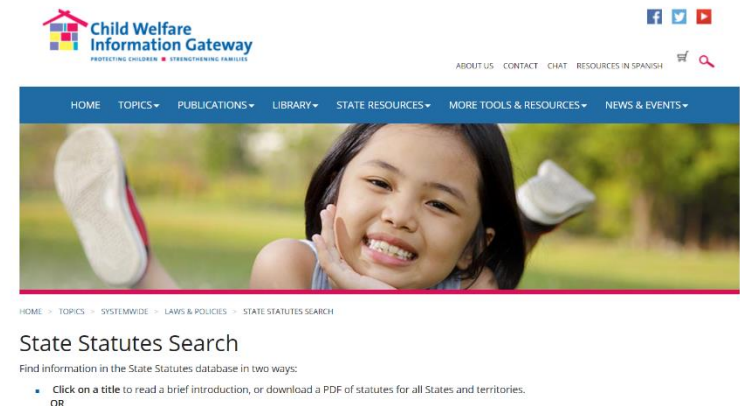 Child Welfare
Information Gateway
PROTECTING CHILDREN ■ STRENGTHENING FAMILIES
ABOUT US CONTACT CHAT RESOURCES IN SPANISH
HOME TOPICS PUBLICATIONS LIBRARY STATE RESOURCES MORE TOOLS & RESOURCES NEWS & EVENTS
HOME > TOPICS > SYSTEMWIDE > LAWS & POLICIES > STATE STATUTES SEARCH
State Statutes Search
Find information in the State Statutes database in two ways:
▪ Click on a title to read a brief introduction, or download a PDF of statutes for all States and territories.
OR